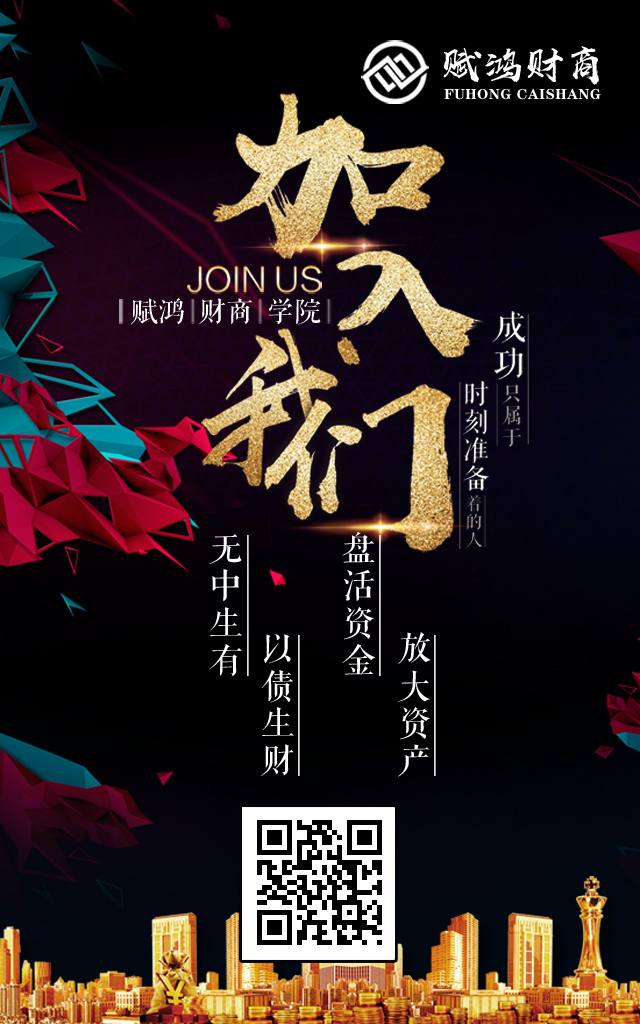 赋鸿财商
FUHONG CAISHANG
加入我们
JOIN US
赋鸿 财商 学院
成功只属于
时刻准备着的人
无中生有
以债生财
盘活资金
放大资产
¥